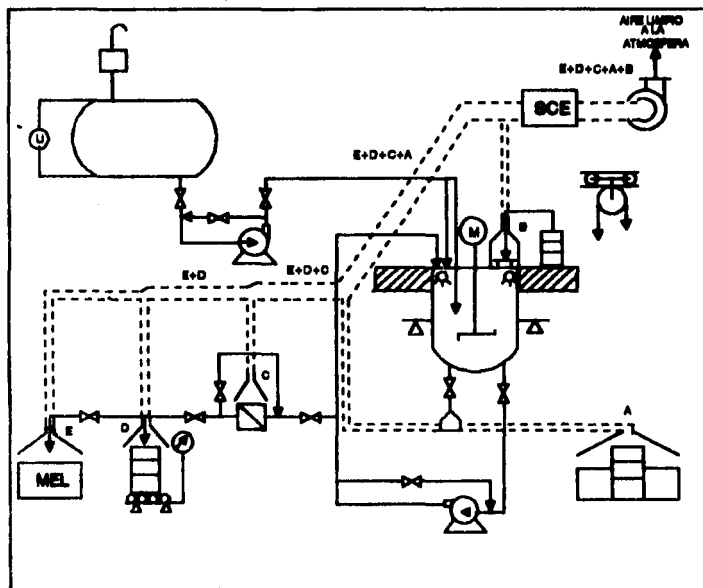 AIRE LIMPIO
A LA
ATMOSFERA
E+D+C+A+B
SCE
E+D+C+A
M
B
E+D
E+D+C
C
A
E
D
MEL